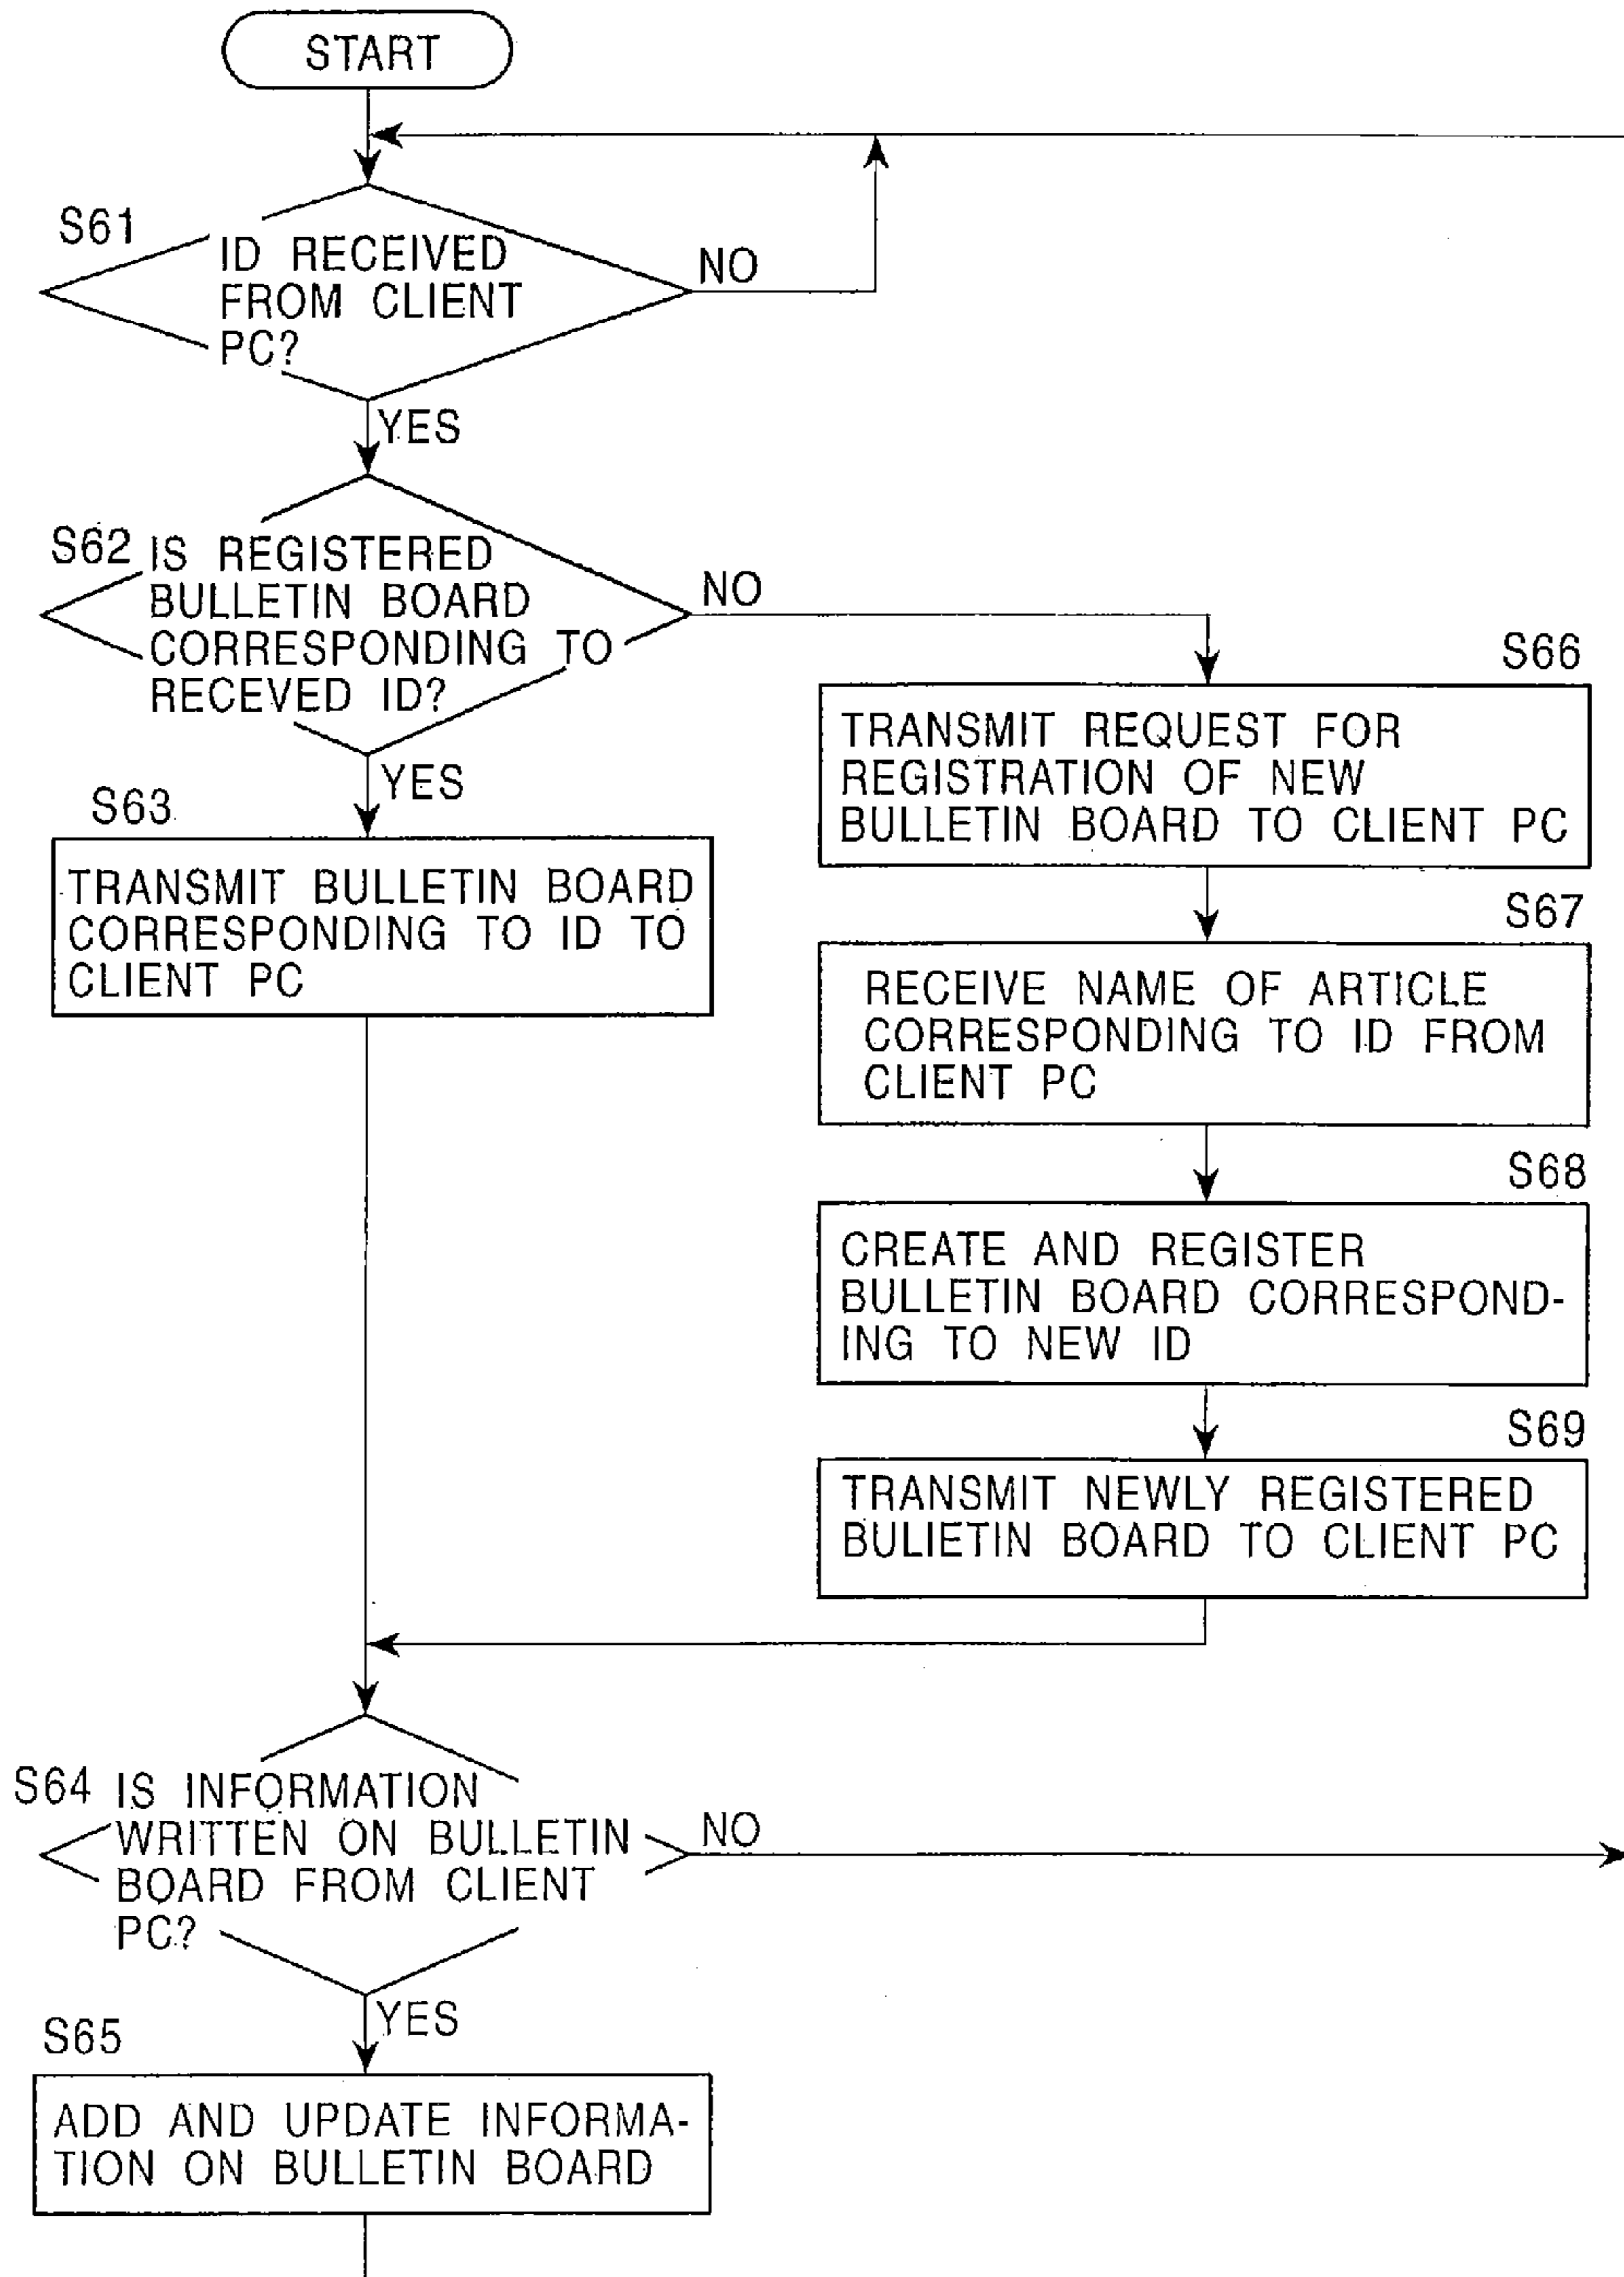 START
S61
ID RECEIVED
FROM CLIENT
PC?
NO
YES
S62
IS REGISTERED
BULLETIN BOARD
CORRESPONDING TO
RECEVED ID?
NO
YES
S63
TRANSMIT BULLETIN BOARD
CORRESPONDING TO ID TO
CLIENT PC
S66
TRANSMIT REQUEST FOR
REGISTRATION OF NEW
BULLETIN BOARD TO CLIENT PC
S67
RECEIVE NAME OF ARTICLE
CORRESPONDING TO ID FROM
CLIENT PC
S68
CREATE AND REGISTER
BULLETIN BOARD CORRESPOND-
ING TO NEW ID
S69
TRANSMIT NEWLY REGISTERED
BULIETIN BOARD TO CLIENT PC
S64
IS INFORMATION
WRITTEN ON BULLETIN
BOARD FROM CLIENT
PC?
NO
YES
S65
ADD AND UPDATE INFORMA-
TION ON BULLETIN BOARD